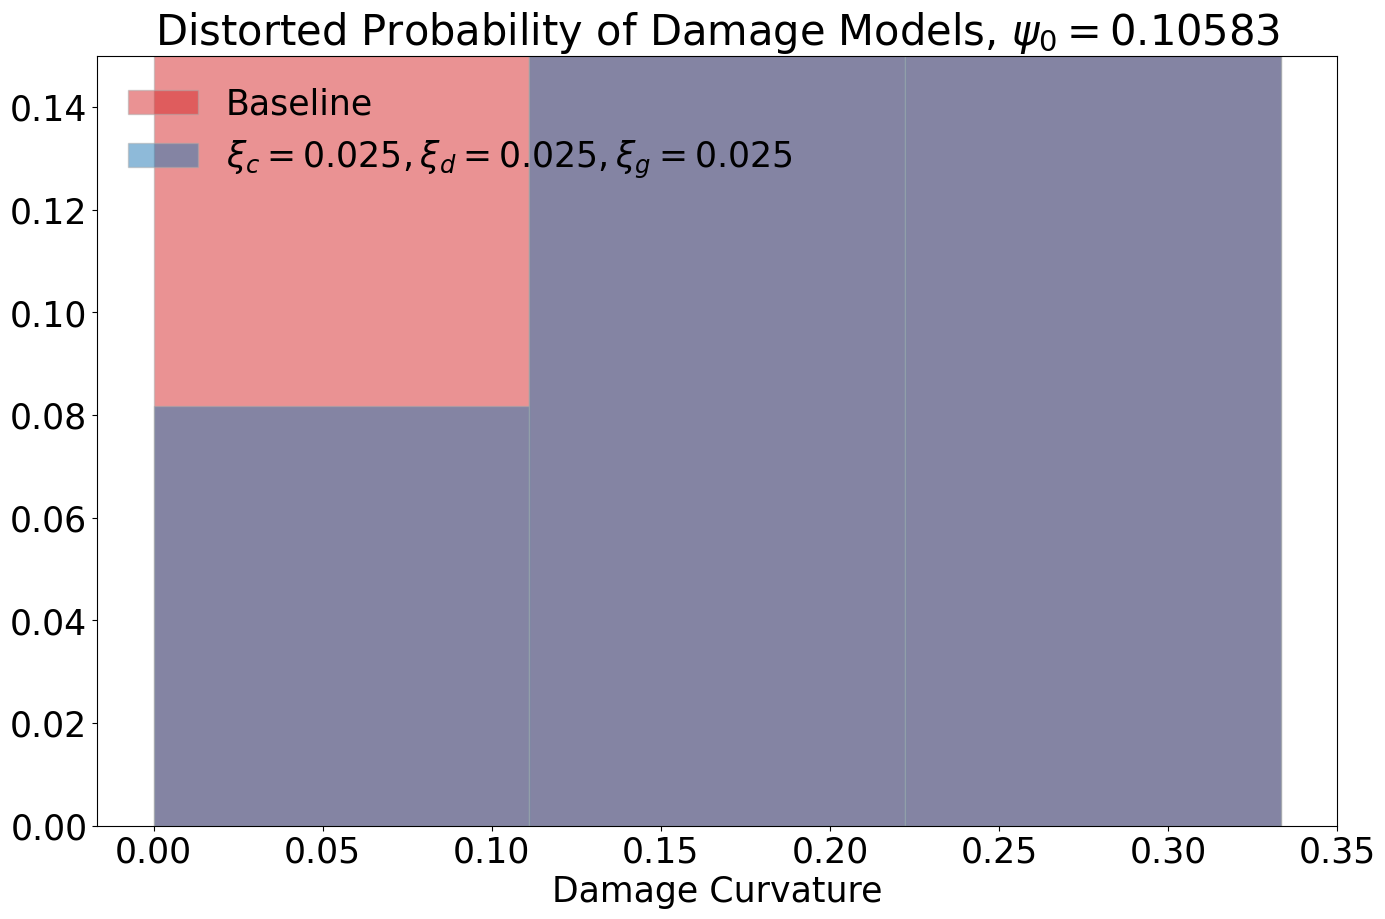 Distorted Probability of Damage Models, ψ₀ = 0.10583
Baseline
ξ_c = 0.025, ξ_d = 0.025, ξ_g = 0.025
0.14
0.12
0.10
0.08
0.06
0.04
0.02
0.00
0.00 0.05 0.10 0.15 0.20 0.25 0.30 0.35
Damage Curvature